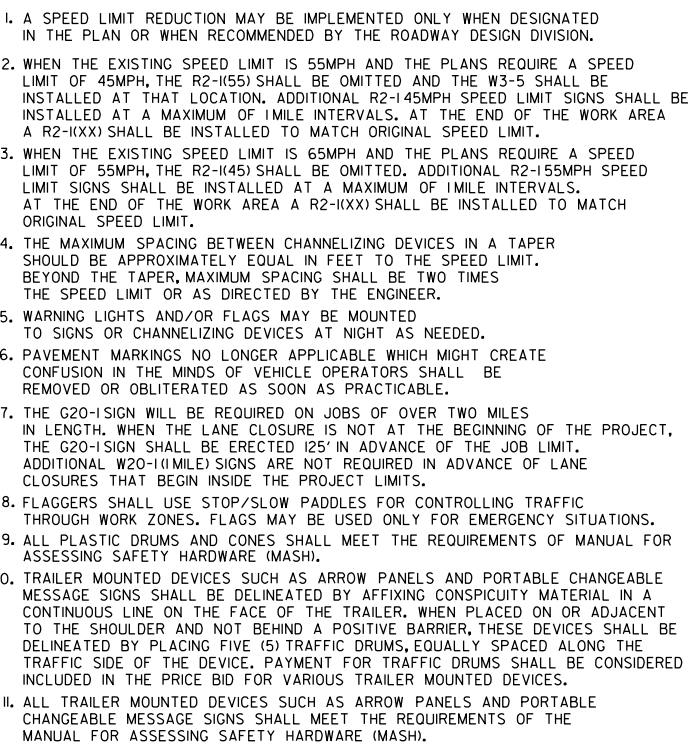 1. A SPEED LIMIT REDUCTION MAY BE IMPLEMENTED ONLY WHEN DESIGNATED
IN THE PLAN OR WHEN RECOMMENDED BY THE ROADWAY DESIGN DIVISION.
2. WHEN THE EXISTING SPEED LIMIT IS 55MPH AND THE PLANS REQUIRE A SPEED
LIMIT OF 45MPH, THE R2-1(55) SHALL BE OMITTED AND THE W3-5 SHALL BE
INSTALLED AT THAT LOCATION. ADDITIONAL R2-1 45MPH SPEED LIMIT SIGNS SHALL BE
INSTALLED AT A MAXIMUM OF 1 MILE INTERVALS. AT THE END OF THE WORK AREA
A R2-1(XX) SHALL BE INSTALLED TO MATCH ORIGINAL SPEED LIMIT.
3. WHEN THE EXISTING SPEED LIMIT IS 65MPH AND THE PLANS REQUIRE A SPEED
LIMIT OF 55MPH, THE R2-1(45) SHALL BE OMITTED. ADDITIONAL R2-1 55MPH SPEED
LIMIT SIGNS SHALL BE INSTALLED AT A MAXIMUM OF 1 MILE INTERVALS.
AT THE END OF THE WORK AREA A R2-1(XX) SHALL BE INSTALLED TO MATCH
ORIGINAL SPEED LIMIT.
4. THE MAXIMUM SPACING BETWEEN CHANNELIZING DEVICES IN A TAPER
SHOULD BE APPROXIMATELY EQUAL IN FEET TO THE SPEED LIMIT.
BEYOND THE TAPER, MAXIMUM SPACING SHALL BE TWO TIMES
THE SPEED LIMIT OR AS DIRECTED BY THE ENGINEER.
5. WARNING LIGHTS AND/OR FLAGS MAY BE MOUNTED
TO SIGNS OR CHANNELIZING DEVICES AT NIGHT AS NEEDED.
6. PAVEMENT MARKINGS NO LONGER APPLICABLE WHICH MIGHT CREATE
CONFUSION IN THE MINDS OF VEHICLE OPERATORS SHALL BE
REMOVED OR OBLITERATED AS SOON AS PRACTICABLE.
7. THE G20-1 SIGN WILL BE REQUIRED ON JOBS OF OVER TWO MILES
IN LENGTH. WHEN THE LANE CLOSURE IS NOT AT THE BEGINNING OF THE PROJECT,
THE G20-1 SIGN SHALL BE ERECTED 125' IN ADVANCE OF THE JOB LIMIT.
ADDITIONAL W20-1(1 MILE) SIGNS ARE NOT REQUIRED IN ADVANCE OF LANE
CLOSURES THAT BEGIN INSIDE THE PROJECT LIMITS.
8. FLAGGERS SHALL USE STOP/SLOW PADDLES FOR CONTROLLING TRAFFIC
THROUGH WORK ZONES. FLAGS MAY BE USED ONLY FOR EMERGENCY SITUATIONS.
9. ALL PLASTIC DRUMS AND CONES SHALL MEET THE REQUIREMENTS OF MANUAL FOR
ASSESSING SAFETY HARDWARE (MASH).
0. TRAILER MOUNTED DEVICES SUCH AS ARROW PANELS AND PORTABLE CHANGEABLE
MESSAGE SIGNS SHALL BE DELINEATED BY AFFIXING CONSPICUITY MATERIAL IN A
CONTINUOUS LINE ON THE FACE OF THE TRAILER. WHEN PLACED ON OR ADJACENT
TO THE SHOULDER AND NOT BEHIND A POSITIVE BARRIER, THESE DEVICES SHALL BE
DELINEATED BY PLACING FIVE (5) TRAFFIC DRUMS, EQUALLY SPACED ALONG THE
TRAFFIC SIDE OF THE DEVICE. PAYMENT FOR TRAFFIC DRUMS SHALL BE CONSIDERED
INCLUDED IN THE PRICE BID FOR VARIOUS TRAILER MOUNTED DEVICES.
11. ALL TRAILER MOUNTED DEVICES SUCH AS ARROW PANELS AND PORTABLE
CHANGEABLE MESSAGE SIGNS SHALL MEET THE REQUIREMENTS OF THE
MANUAL FOR ASSESSING SAFETY HARDWARE (MASH).